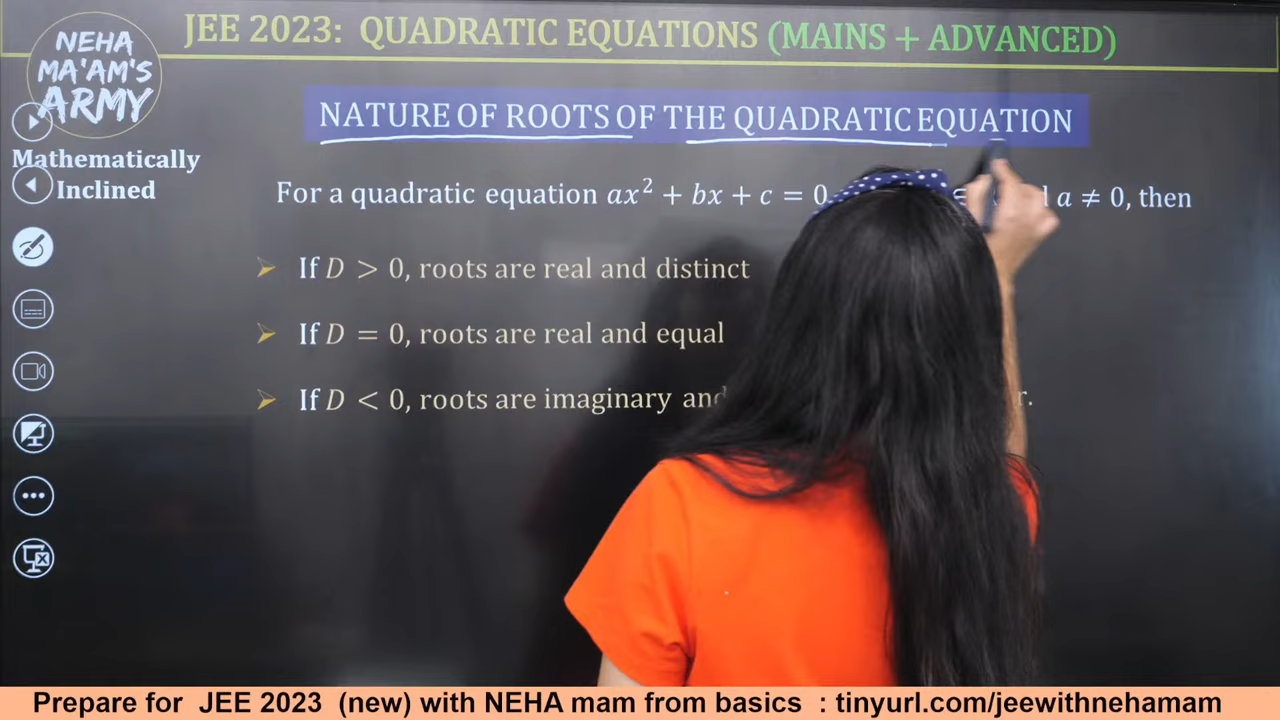 JEE 2023: QUADRATIC EQUATIONS (MAINS + ADVANCED)
NEHA
MA'AM'S
ARMY
Mathematically
Inclined
NATURE OF ROOTS OF THE QUADRATIC EQUATION
For a quadratic equation ax² + bx + c = 0 a ≠ 0, then
➢ If D > 0, roots are real and distinct
➢ If D = 0, roots are real and equal
➢ If D < 0, roots are imaginary and
Prepare for JEE 2023 (new) with NEHA mam from basics : tinyurl.com/jeewithnehamam